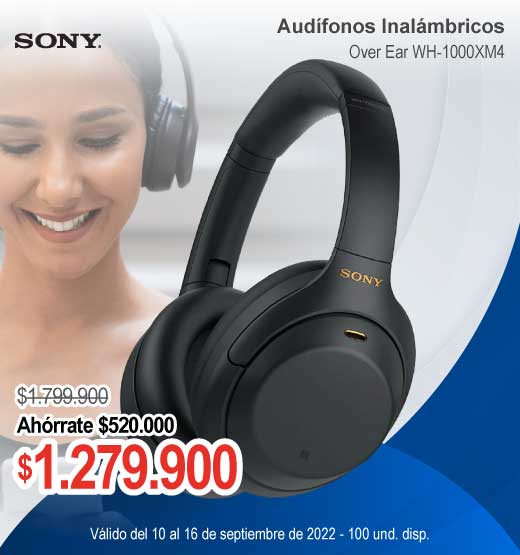 SONY.
Audífonos Inalámbricos
Over Ear WH-1000XM4
SONY
$1.799.900
Ahórrate $520.000
$1.279.900
Válido del 10 al 16 de septiembre de 2022 - 100 und. disp.